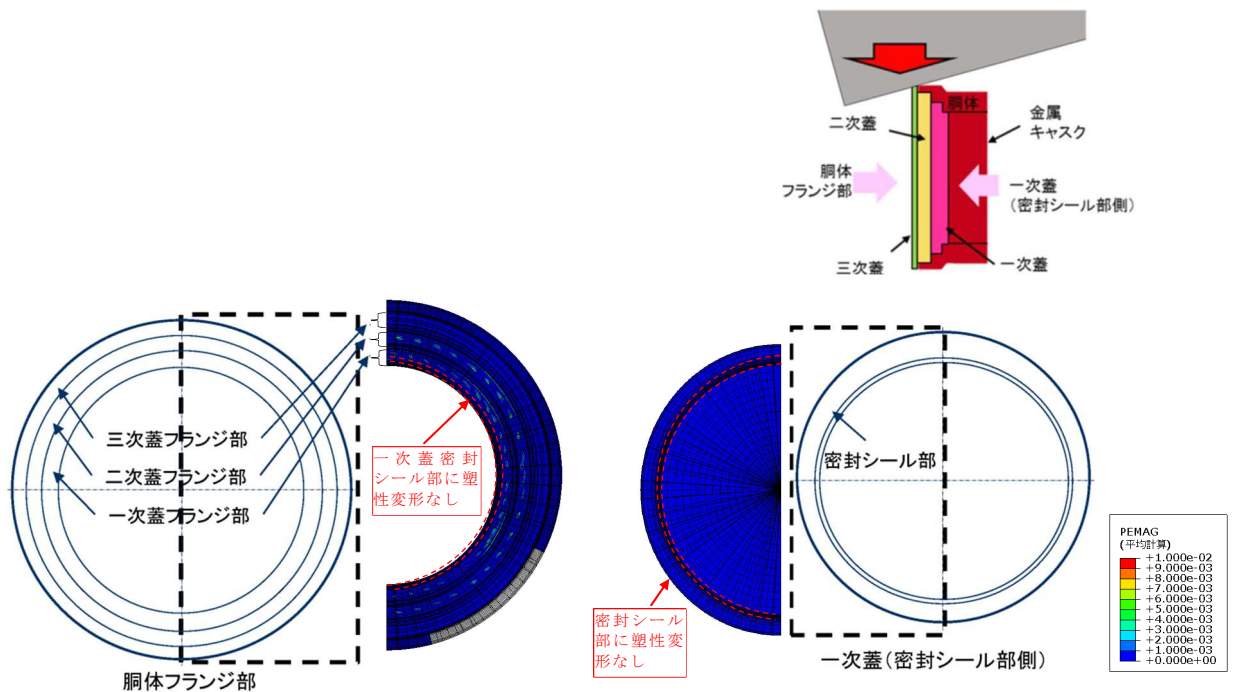 胴体
二次蓋
金属
キャスク
胴体
フランジ部
一次蓋
(密封シール部側)
三次蓋
一次蓋
三次蓋フランジ部
二次蓋フランジ部
一次蓋フランジ部
胴体フランジ部
一次蓋密封
シール部に塑
性変形なし
密封シール
部に塑性変
形なし
密封シール部
一次蓋(密封シール部側)
PEMAG
(平均計算)
+1.000e-02
+9.000e-03
+8.000e-03
+7.000e-03
+6.000e-03
+5.000e-03
+4.000e-03
+3.000e-03
+2.000e-03
+1.000e-03
+0.000e+00